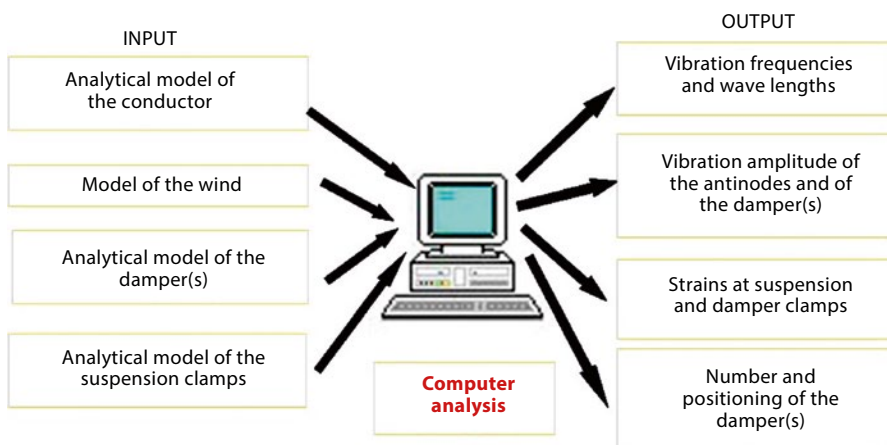 INPUT
Analytical model of
the conductor
Model of the wind
Analytical model of the
damper(s)
Analytical model of the
suspension clamps
Computer
analysis
OUTPUT
Vibration frequencies
and wave lengths
Vibration amplitude of
the antinodes and of
the damper(s)
Strains at suspension
and damper clamps
Number and
positioning of the
damper(s)